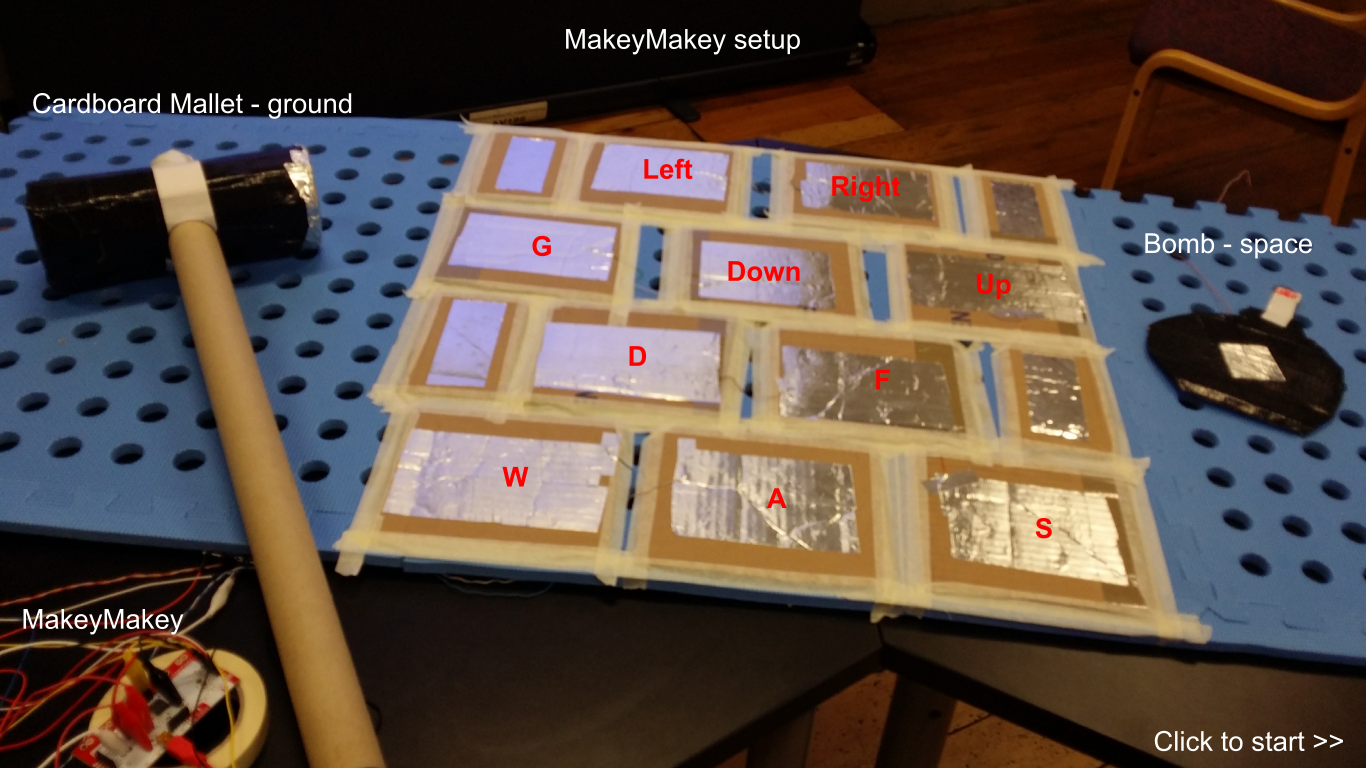 MakeyMakey setup
Cardboard Mallet - ground
Left
Right
G
Down
Up
Bomb - space
D
F
W
A
S
MakeyMakey
Click to start >>